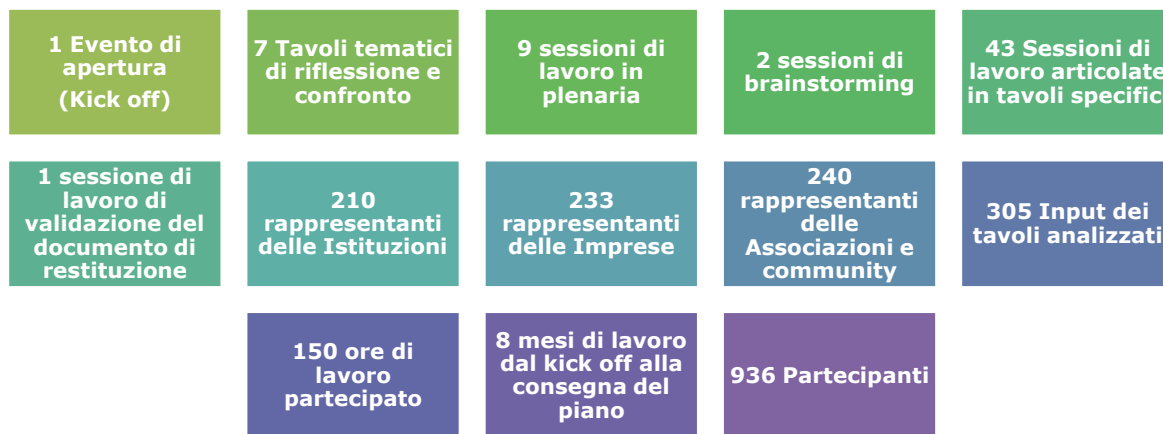 1 Evento di
apertura
(Kick off)
7 Tavoli tematici
di riflessione e
confronto
9 sessioni di
lavoro in
plenaria
2 sessioni di
brainstorming
43 Sessioni di
lavoro articolate
in tavoli specifici
1 sessione di
lavoro di
validazione del
documento di
restituzione
210
rappresentanti
delle Istituzioni
233
rappresentanti
delle Imprese
240
rappresentanti
delle
Associazioni e
community
305 Input dei
tavoli analizzati
150 ore di
lavoro
partecipato
8 mesi di lavoro
dal kick off alla
consegna del
piano
936 Partecipanti